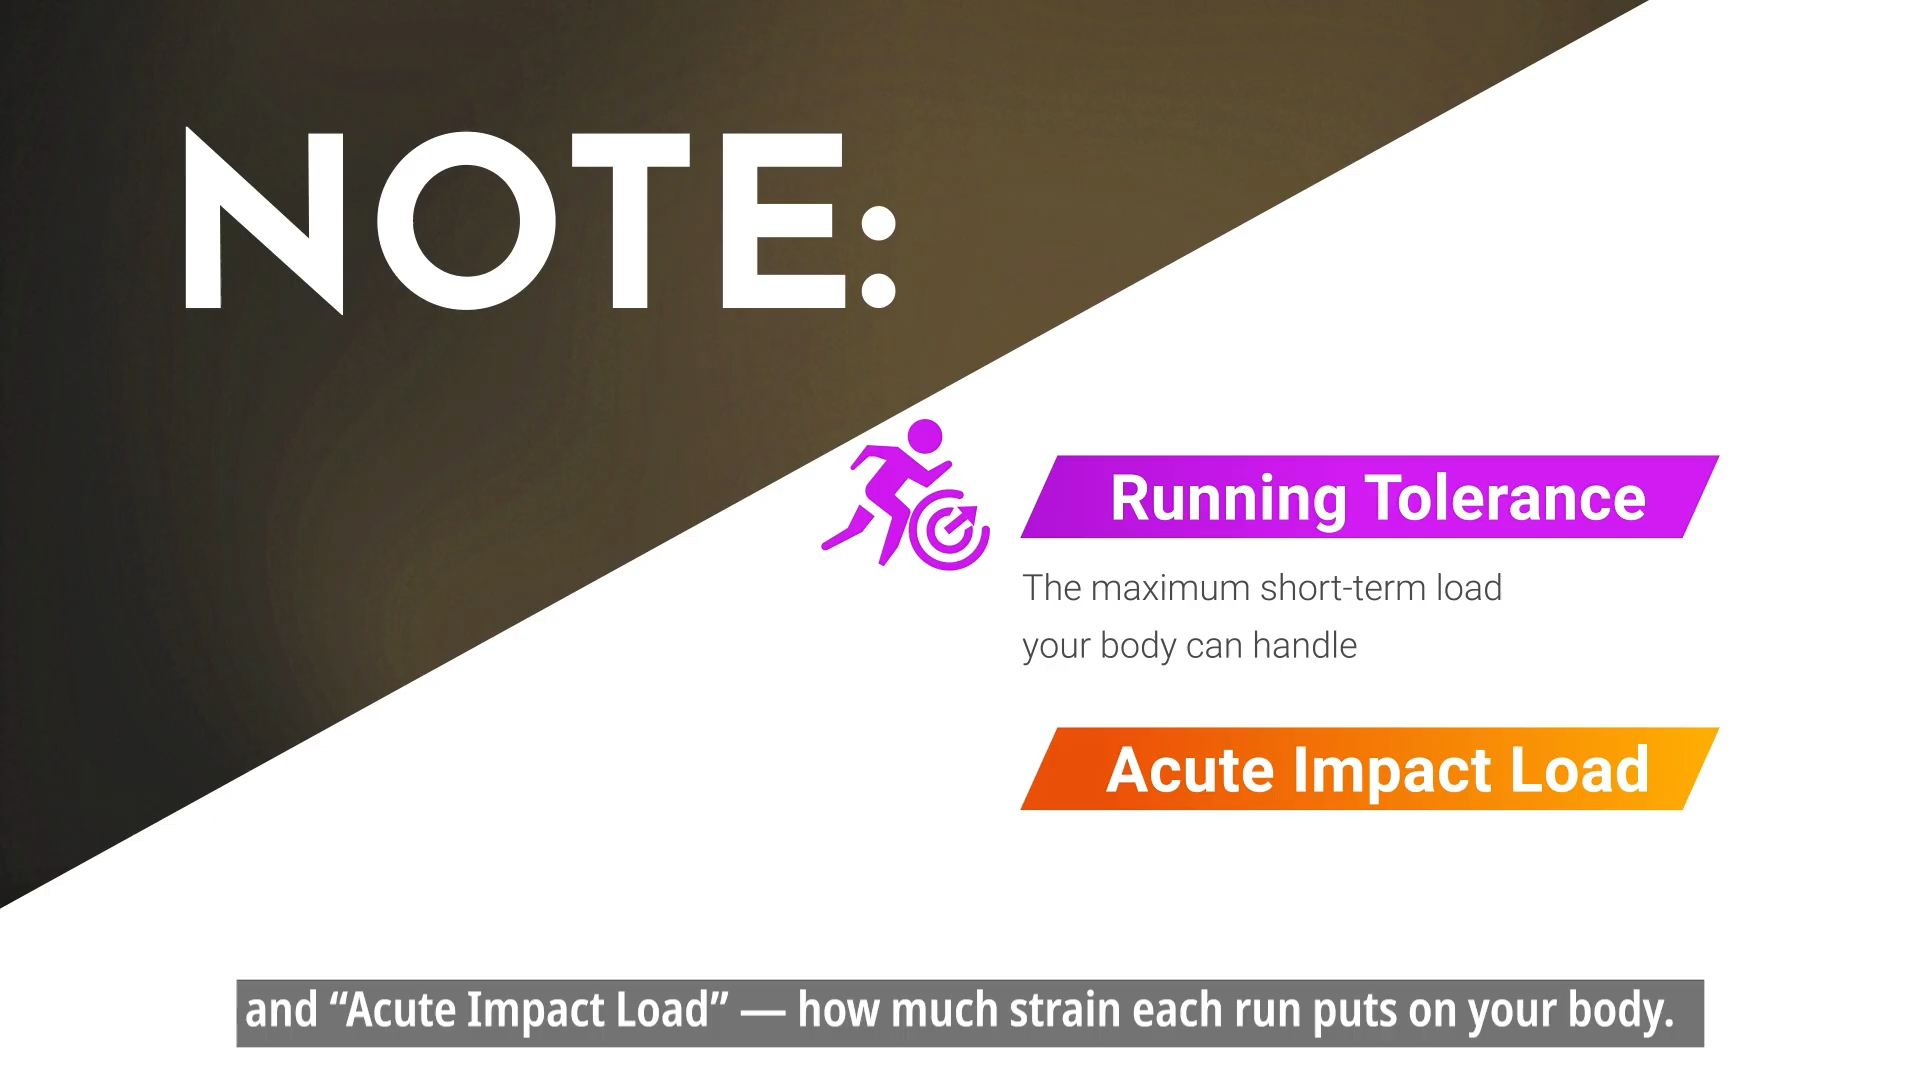 NOTE:
Running Tolerance
The maximum short-term load
your body can handle
Acute Impact Load
and “Acute Impact Load” — how much strain each run puts on your body.